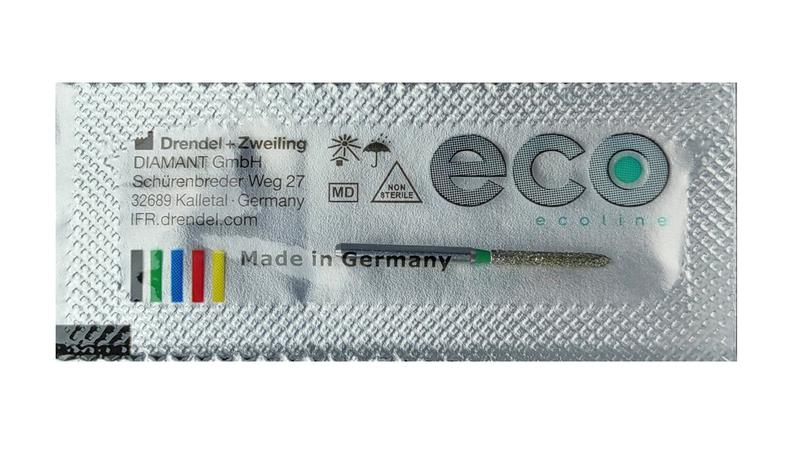 Drendel + Zweiling
DIAMANT GmbH
Schürenbreder Weg 27
32689 Kalletal · Germany
IFR.drendel.com
MD
NON
STERILE
eco
ecoline
Made in Germany